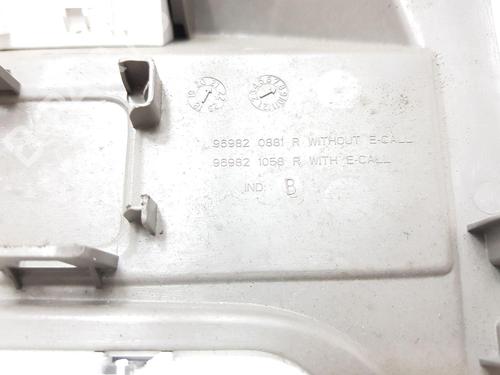 96982 0881 R WITHOUT E-CALL
96982 1058 R WITH E-CALL
IND: B